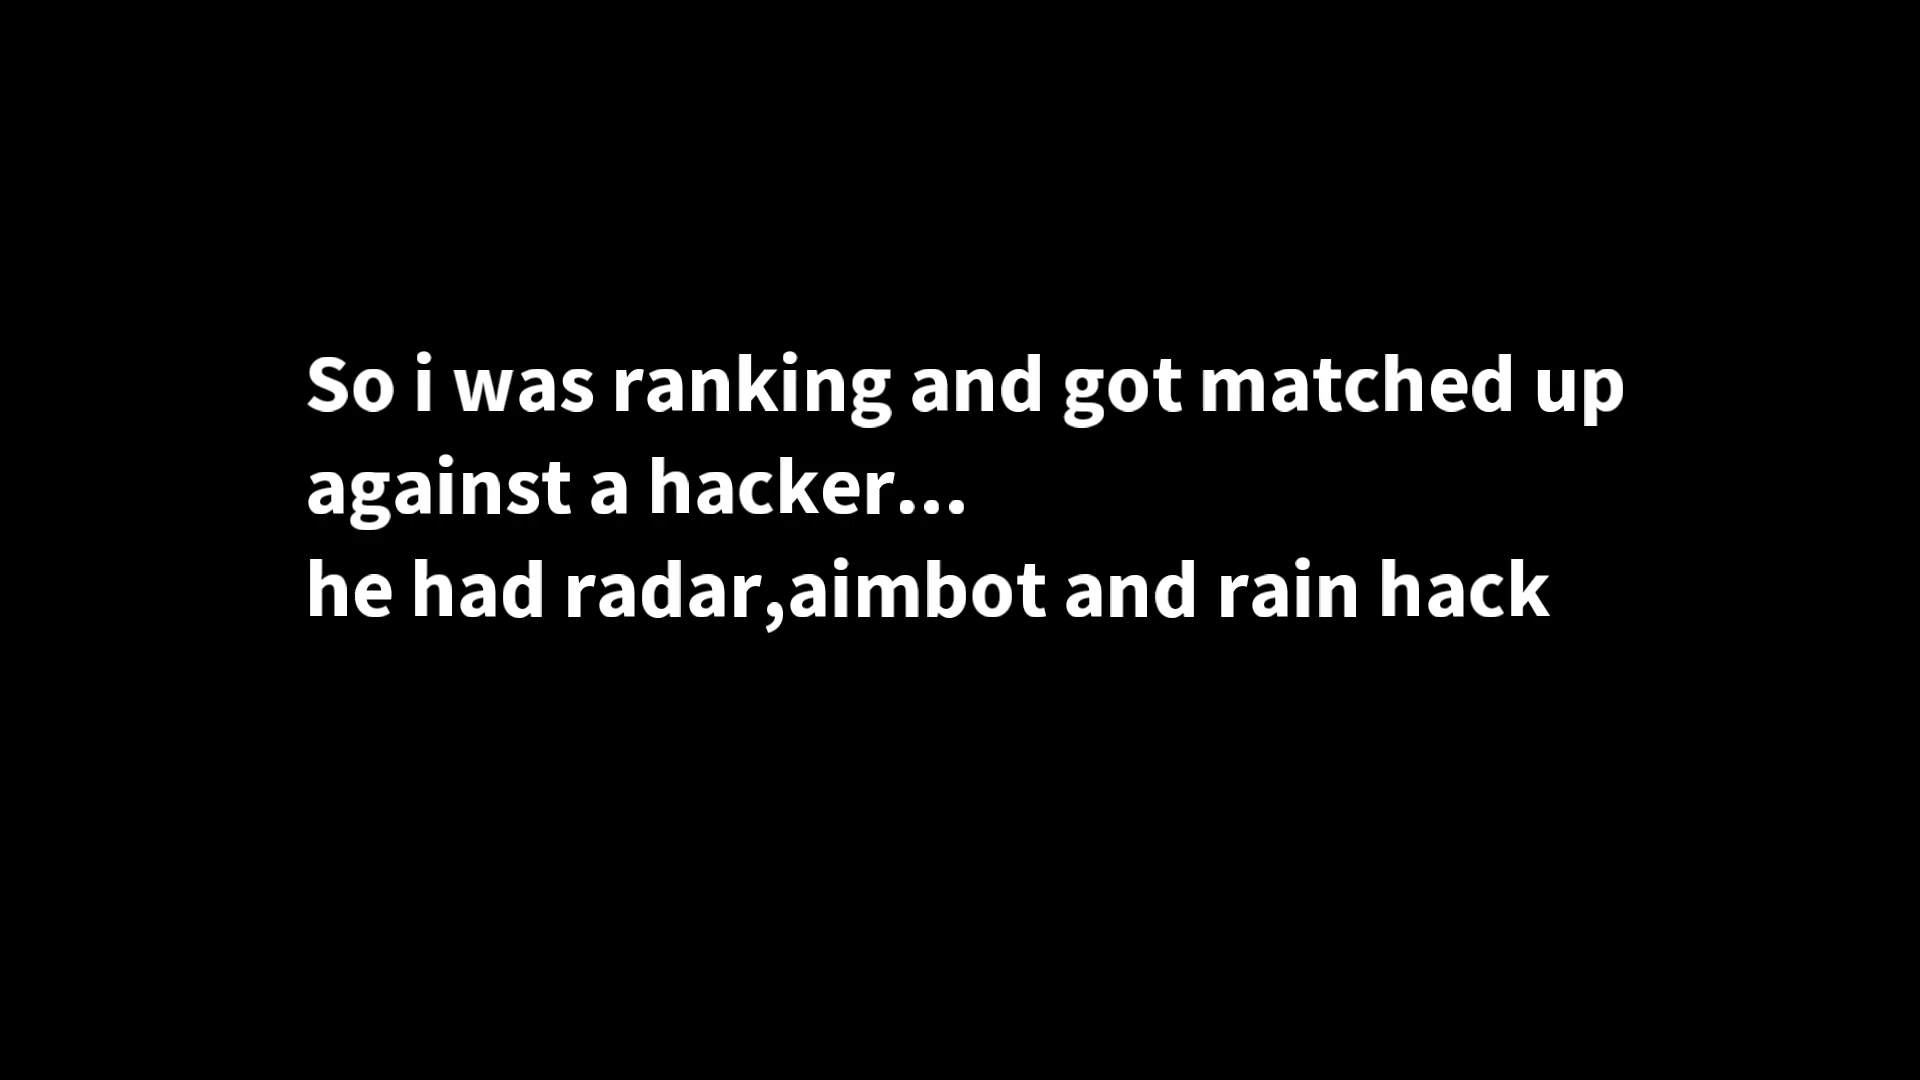 So i was ranking and got matched up
against a hacker...
he had radar,aimbot and rain hack